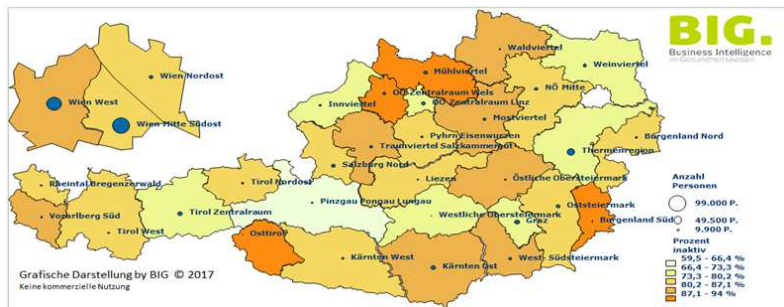 BIG.
Business Intelligence
im Gesundheitswesen
Waldviertel
Mühlviertel
Weinviertel
Wien Nordost
OÖ Zentralraum Wels
Wien West
Innviertel
OÖ Zentralraum Linz
NÖ Mitte
Mostviertel
Wien Mitte Südost
Pyhrn Eisenwurzen
Burgenland Nord
Traumviertel Salzkammergut
Thermenregion
Salzburg Nord
Rheintal Bregenzerwald
Tirol Nordost
Liezen
Östliche Obersteiermark
Anzahl
Personen
Pinzgau Pongau Lungau
Oststeiermark
99.000 P.
Vorarlberg Süd
Tirol Zentralraum
Westliche Obersteiermark
Graz
Burgenland Süd
49.500 P.
9.900 P.
Tirol West
Osttirol
Prozent
inaktiv
Kärnten West
Kärnten Ost
West- Südsteiermark
59,5 - 66,4 %
66,4 - 73,3 %
73,3 - 80,2 %
80,2 - 87,1 %
87,1 - 94 %
Grafische Darstellung by BIG © 2017
Keine kommerzielle Nutzung